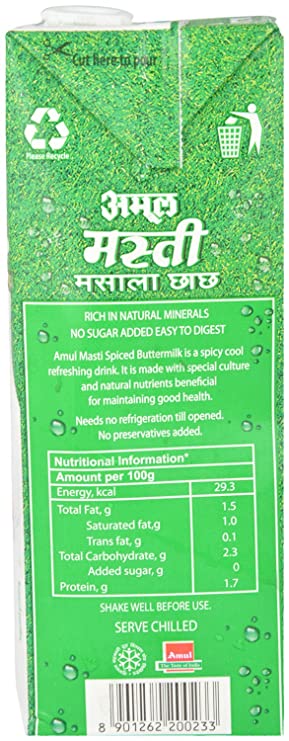 Cut here to pour
Please Recycle
अमूल
मस्ती
मसाला छाछ
RICH IN NATURAL MINERALS
NO SUGAR ADDED EASY TO DIGEST
Amul Masti Spiced Buttermilk is a spicy cool
refreshing drink. It is made with special culture
and natural nutrients beneficial
for maintaining good health.
Needs no refrigeration till opened.
No preservatives added.
Nutritional Information*
Amount per 100g
Energy, kcal 29.3
Total Fat, g 1.5
Saturated fat,g 1.0
Trans fat, g 0.1
Total Carbohydrate, g 2.3
Added sugar, g 0
Protein, g 1.7
SHAKE WELL BEFORE USE.
SERVE CHILLED
Amul
The Taste of India
8 901262 200233